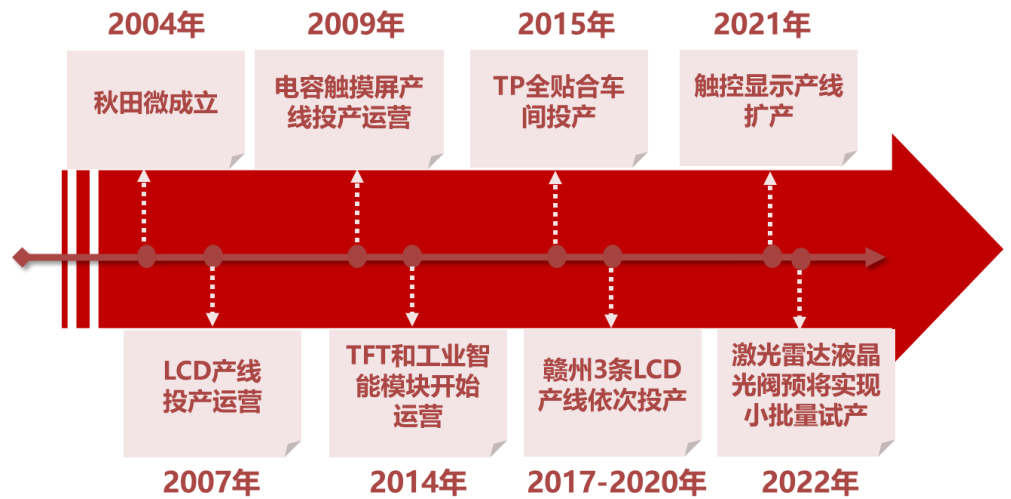 2004年
2009年
2015年
2021年
秋田微成立
电容触摸屏产
线投产运营
TP全贴合车
间投产
触控显示产线
扩产
LCD产线
投产运营
TFT和工业智
能模块开始
运营
赣州3条LCD
产线依次投产
激光雷达液晶
光阀预将实现
小批量试产
2007年
2014年
2017-2020年
2022年